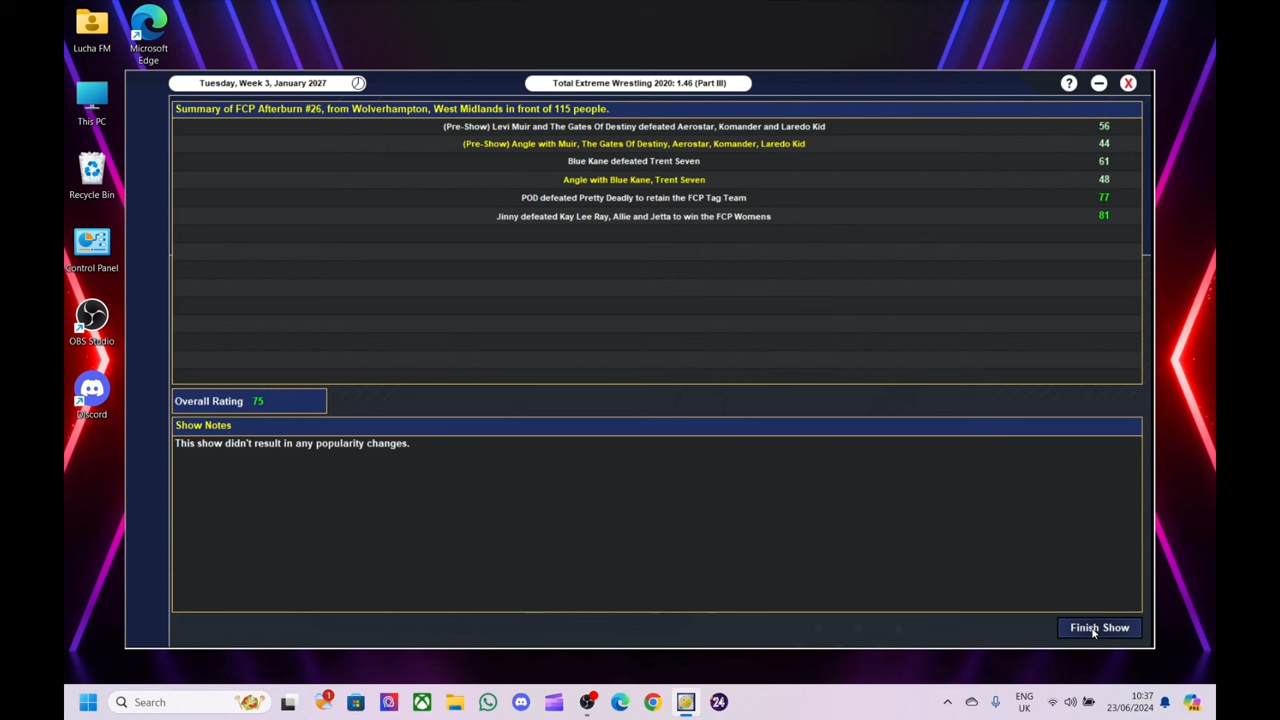 Lucha FM
Microsoft
Edge
This PC
Recycle Bin
Control Panel
OBS Studio
Discord
Tuesday, Week 3, January 2027
Total Extreme Wrestling 2020: 1.46 (Part III)
?
X
Summary of FCP Afterburn #26, from Wolverhampton, West Midlands in front of 115 people.
(Pre-Show) Levi Muir and The Gates Of Destiny defeated Aerostar, Komander and Laredo Kid 56
(Pre-Show) Angle with Muir, The Gates Of Destiny, Aerostar, Komander, Laredo Kid 44
Blue Kane defeated Trent Seven 61
Angle with Blue Kane, Trent Seven 48
POD defeated Pretty Deadly to retain the FCP Tag Team 77
Jinny defeated Kay Lee Ray, Allie and Jetta to win the FCP Womens 81
Overall Rating 75
Show Notes
This show didn't result in any popularity changes.
Finish Show
Search
1
24
ENG
UK
10:37
23/06/2024
PRE